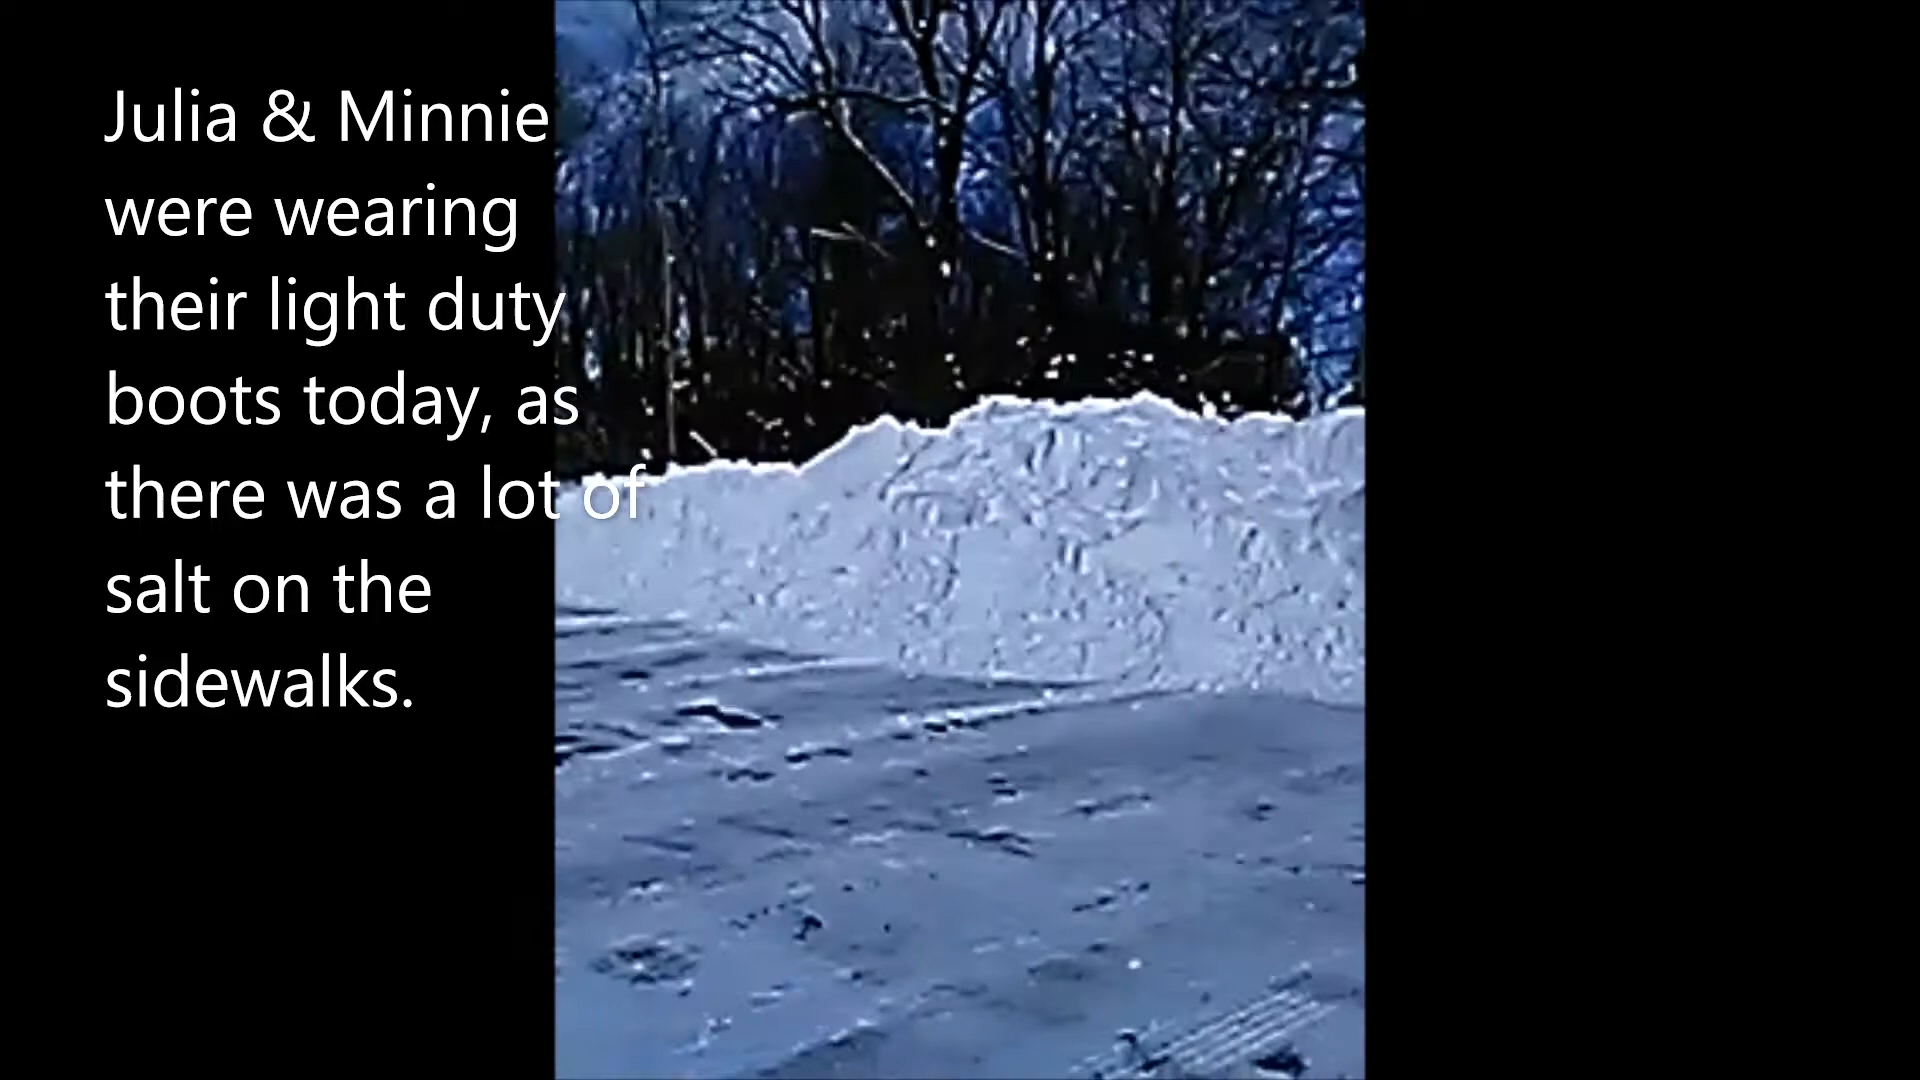 Julia & Minnie
were wearing
their light duty
boots today, as
there was a lot of
salt on the
sidewalks.